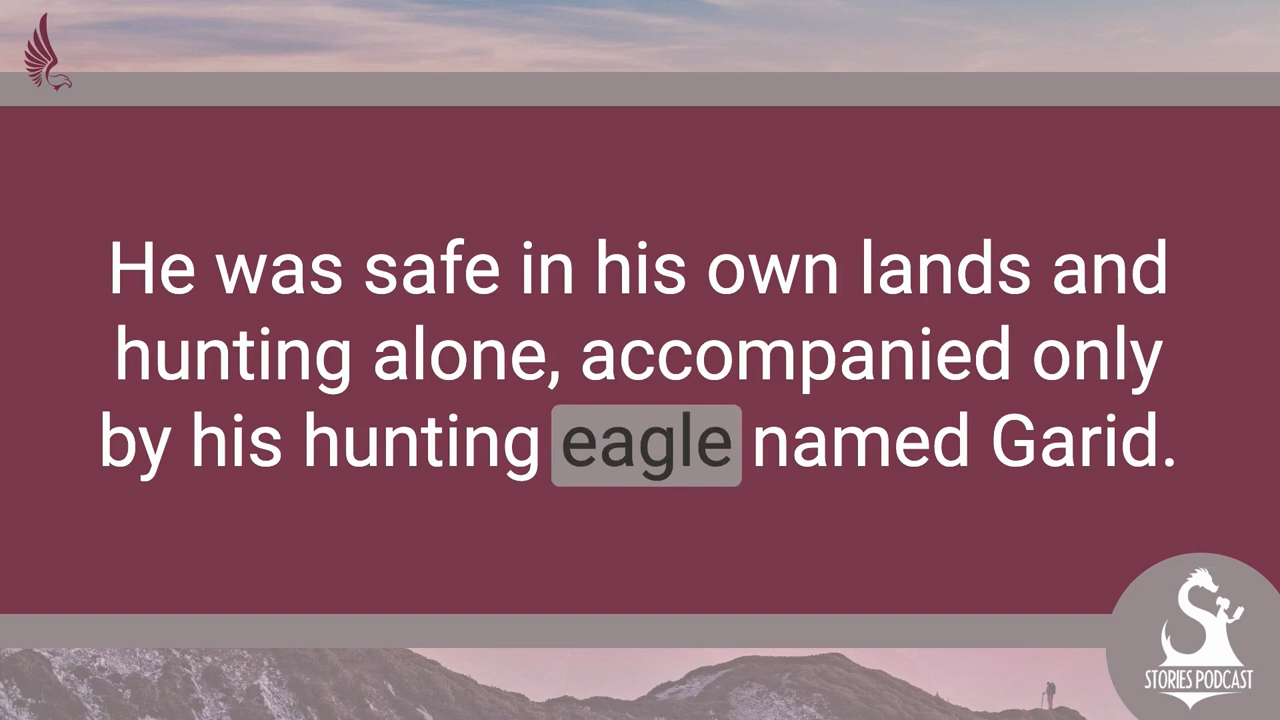 He was safe in his own lands and
hunting alone, accompanied only
by his hunting eagle named Garid.
STORIES PODCAST